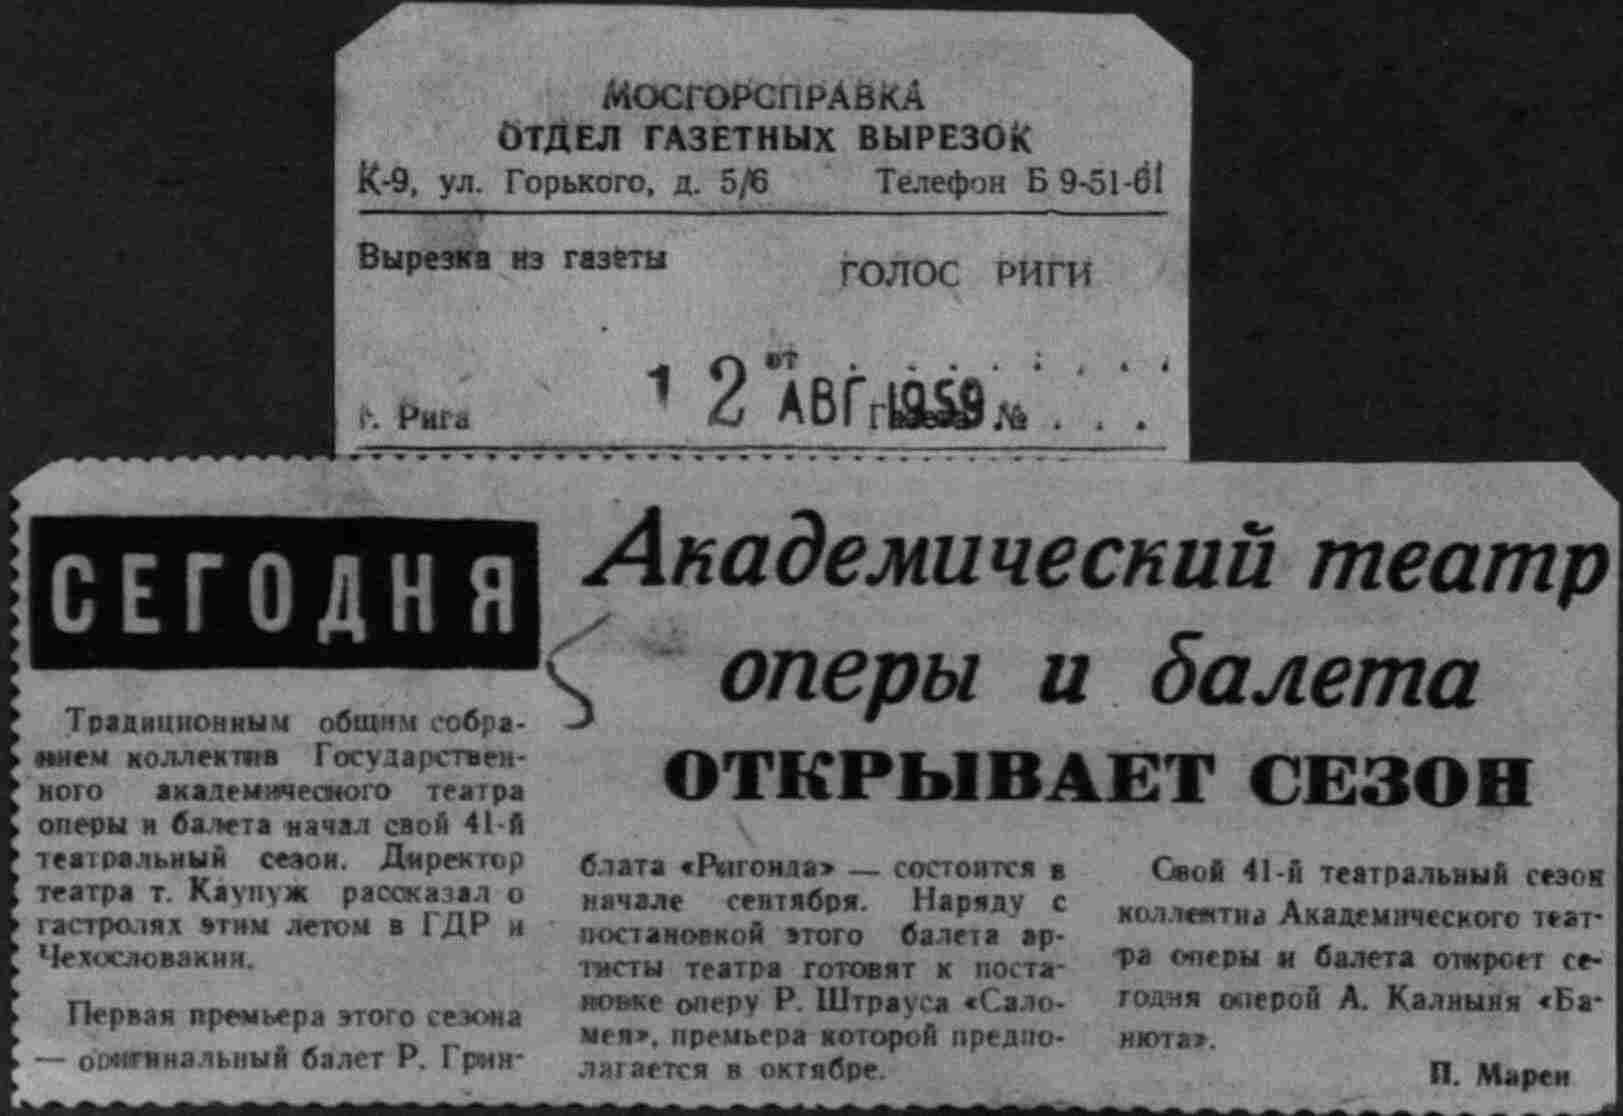 МОСГОРСПРАВКА
ОТДЕЛ ГАЗЕТНЫХ ВЫРЕЗОК
К-9, ул. Горького, д. 5/6 Телефон Б 9-51-61
Вырезка из газеты ГОЛОС РИГИ
от . . . . . . .
12 АВГ 1959
г. Рига Газета № . . .
СЕГОДНЯ
Академический театр
оперы и балета
ОТКРЫВАЕТ СЕЗОН
Традиционным общим собра-
нием коллектив Государствен-
ного академического театра
оперы и балета начал свой 41-й
театральный сезон. Директор
театра т. Каупуж рассказал о
гастролях этим летом в ГДР и
Чехословакии.
Первая премьера этого сезона
— оригинальный балет Р. Грин-
блата «Ригонда» — состоится в
начале сентября. Наряду с
постановкой этого балета ар-
тисты театра готовят к поста-
новке оперу Р. Штрауса «Сало-
мея», премьера которой предпо-
лагается в октябре.
Свой 41-й театральный сезон
коллектив Академического теат-
ра оперы и балета откроет се-
годня оперой А. Калныня «Ба-
нюта».
П. Марен